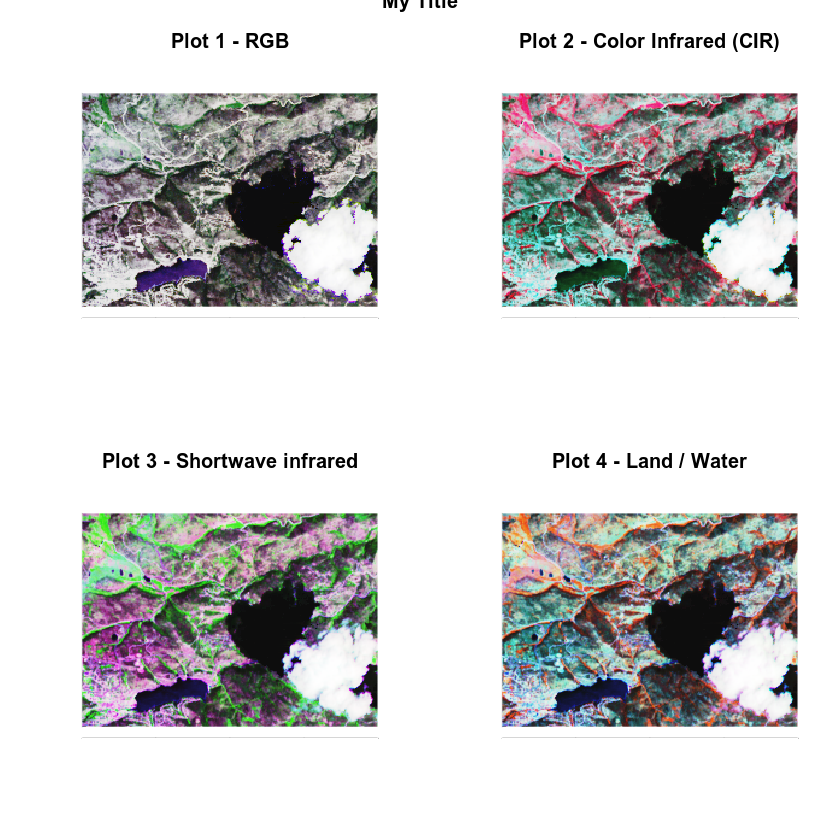 My Title
Plot 1 - RGB
Plot 2 - Color Infrared (CIR)
Plot 3 - Shortwave infrared
Plot 4 - Land / Water